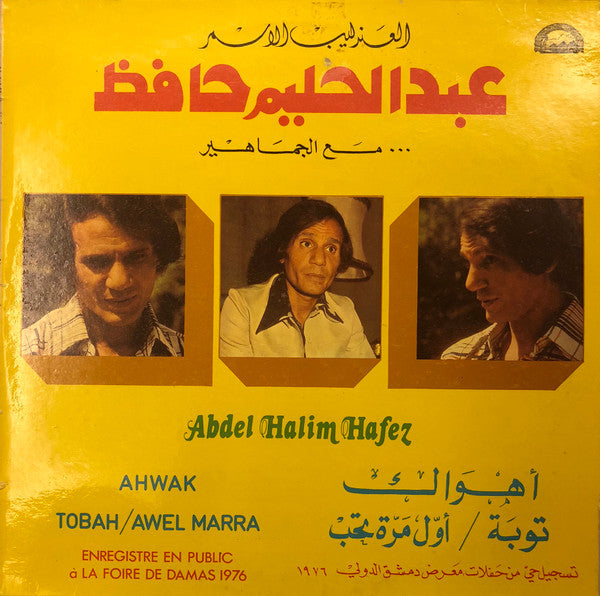 العندليب الأسمر
عبد الحليم حافظ
... مع الجماهير
Abdel Halim Hafez
AHWAK
أهواك
TOBAH/AWEL MARRA
توبة / أول مرة تحب
ENREGISTRE EN PUBLIC
à LA FOIRE DE DAMAS 1976
تسجيل حيّ من حفلات معرض دمشق الدولي ١٩٧٦